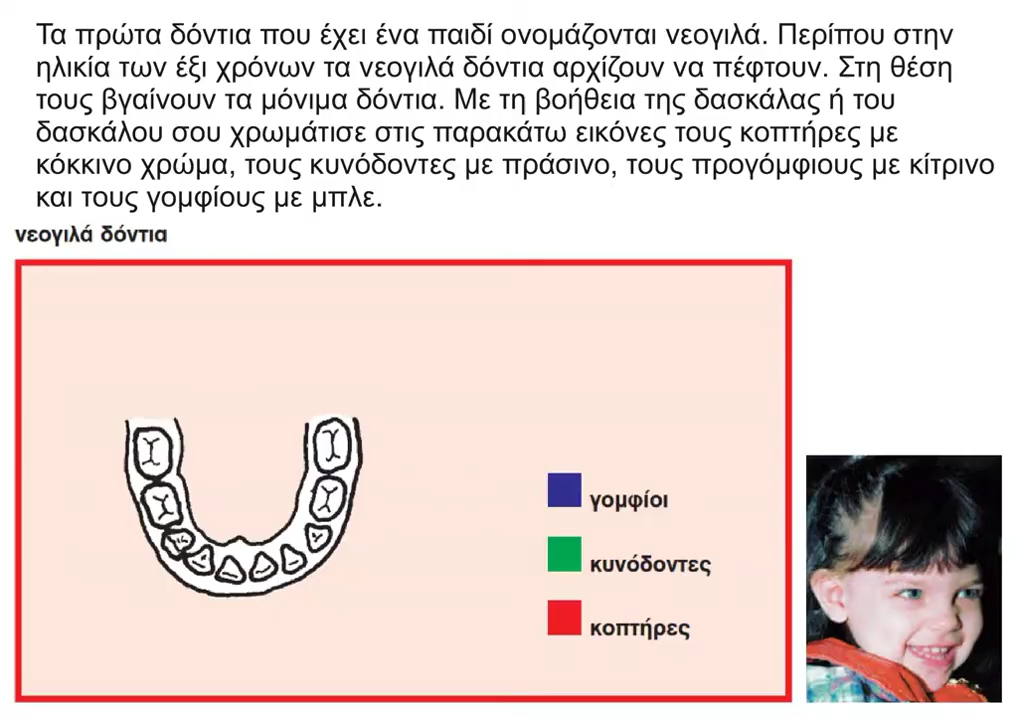 Τα πρώτα δόντια που έχει ένα παιδί ονομάζονται νεογιλά. Περίπου στην
ηλικία των έξι χρόνων τα νεογιλά δόντια αρχίζουν να πέφτουν. Στη θέση
τους βγαίνουν τα μόνιμα δόντια. Με τη βοήθεια της δασκάλας ή του
δασκάλου σου χρωμάτισε στις παρακάτω εικόνες τους κοπτήρες με
κόκκινο χρώμα, τους κυνόδοντες με πράσινο, τους προγόμφιους με κίτρινο
και τους γομφίους με μπλε.
νεογιλά δόντια
γομφίοι
κυνόδοντες
κοπτήρες